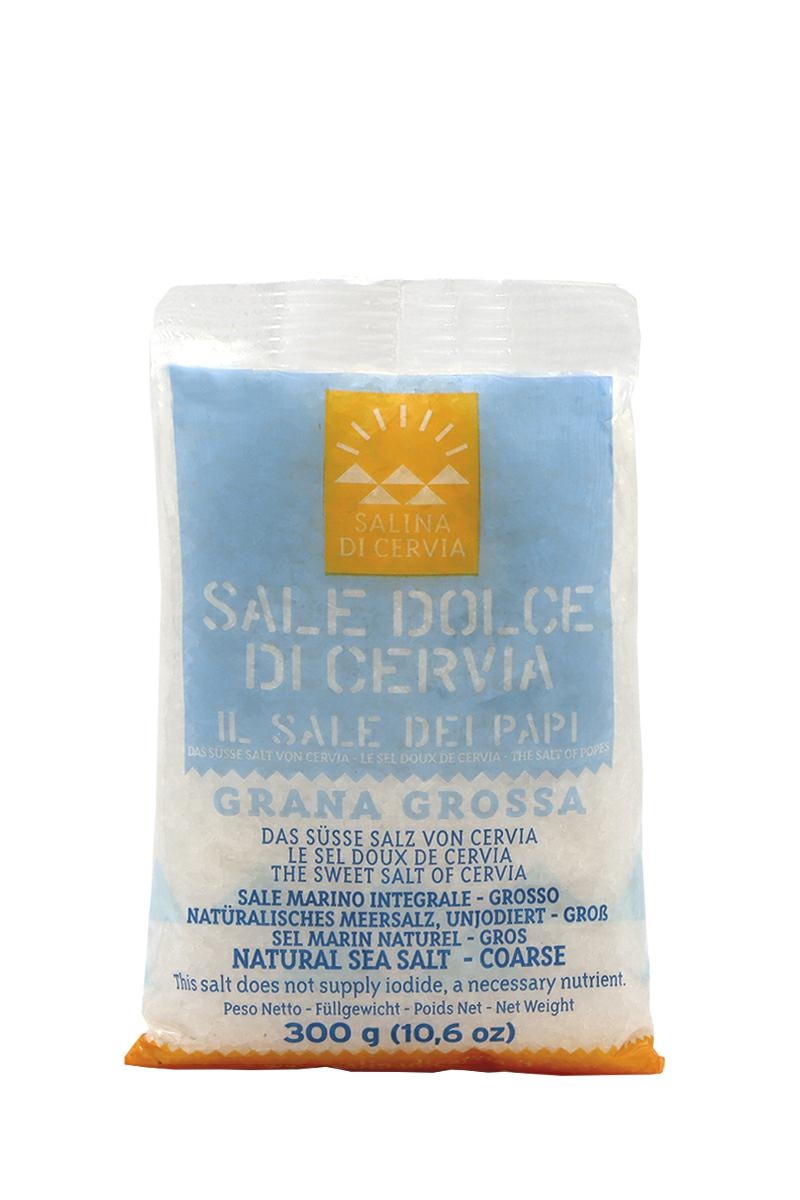 SALINA
DI CERVIA
SALE DOLCE
DI CERVIA
IL SALE DEI PAPI
DAS SÜSSE SALT VON CERVIA - LE SEL DOUX DE CERVIA - THE SALT OF POPES
GRANA GROSSA
DAS SÜSSE SALZ VON CERVIA
LE SEL DOUX DE CERVIA
THE SWEET SALT OF CERVIA
SALE MARINO INTEGRALE - GROSSO
NATÜRALISCHES MEERSALZ, UNJODIERT - GROß
SEL MARIN NATUREL - GROS
NATURAL SEA SALT - COARSE
This salt does not supply iodide, a necessary nutrient.
Peso Netto - Füllgewicht - Poids Net - Net Weight
300 g (10,6 oz)